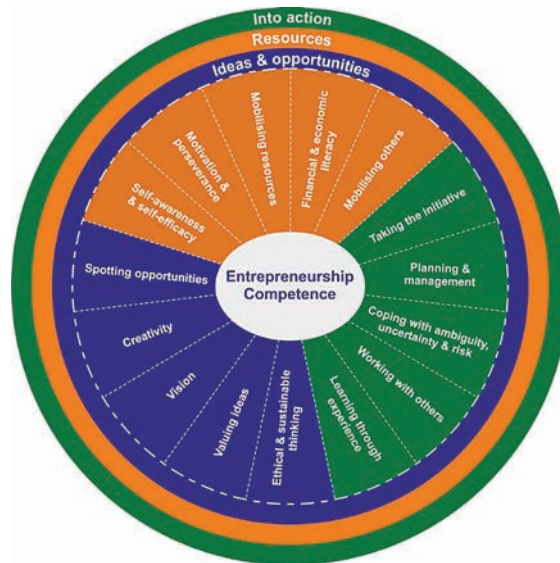 Into action
Resources
Ideas & opportunities
Self-awareness
& self-efficacy
Motivation &
perseverance
Mobilising resources
Financial & economic
literacy
Mobilising others
Taking the initiative
Planning &
management
Coping with ambiguity,
uncertainty & risk
Working with others
Learning through
experience
Ethical & sustainable
thinking
Valuing ideas
Vision
Creativity
Spotting opportunities
Entrepreneurship
Competence